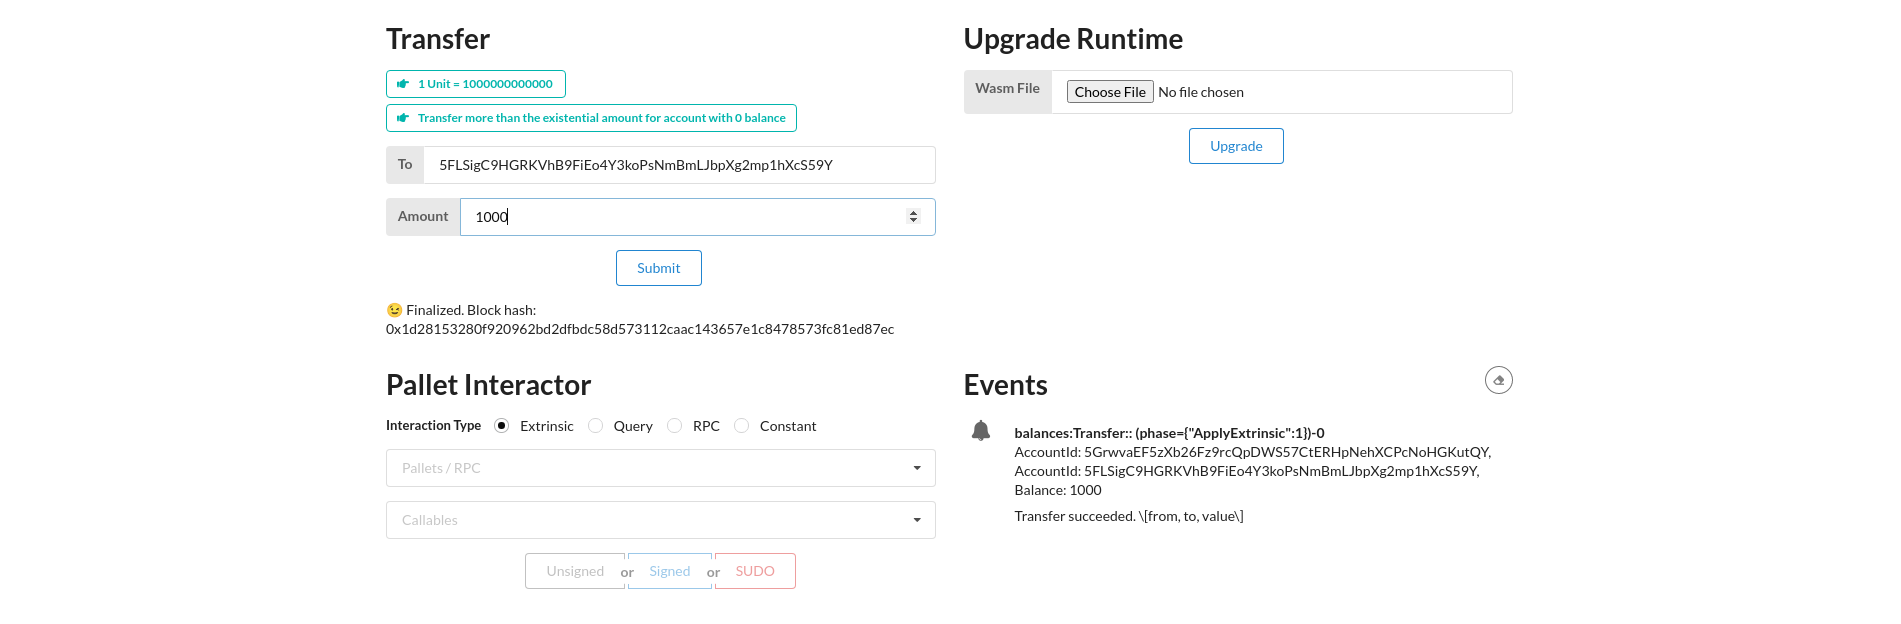 Transfer
1 Unit = 1000000000000
Transfer more than the existential amount for account with 0 balance
To 5FLSigC9HGRKVhB9FiEo4Y3koPsNmBmLJbpXg2mp1hXcS59Y
Amount 1000
Submit
😉 Finalized. Block hash:
0x1d28153280f920962bd2dfbdc58d573112caac143657e1c8478573fc81ed87ec
Upgrade Runtime
Wasm File Choose File No file chosen
Upgrade
Pallet Interactor
Interaction Type Extrinsic Query RPC Constant
Pallets / RPC
Callables
Unsigned or Signed or SUDO
Events
balances:Transfer:: (phase={"ApplyExtrinsic":1})-0
AccountId: 5GrwvaEF5zXb26Fz9rcQpDWS57CtERHpNehXCPcNoHGKutQY,
AccountId: 5FLSigC9HGRKVhB9FiEo4Y3koPsNmBmLJbpXg2mp1hXcS59Y,
Balance: 1000
Transfer succeeded. \[from, to, value\]